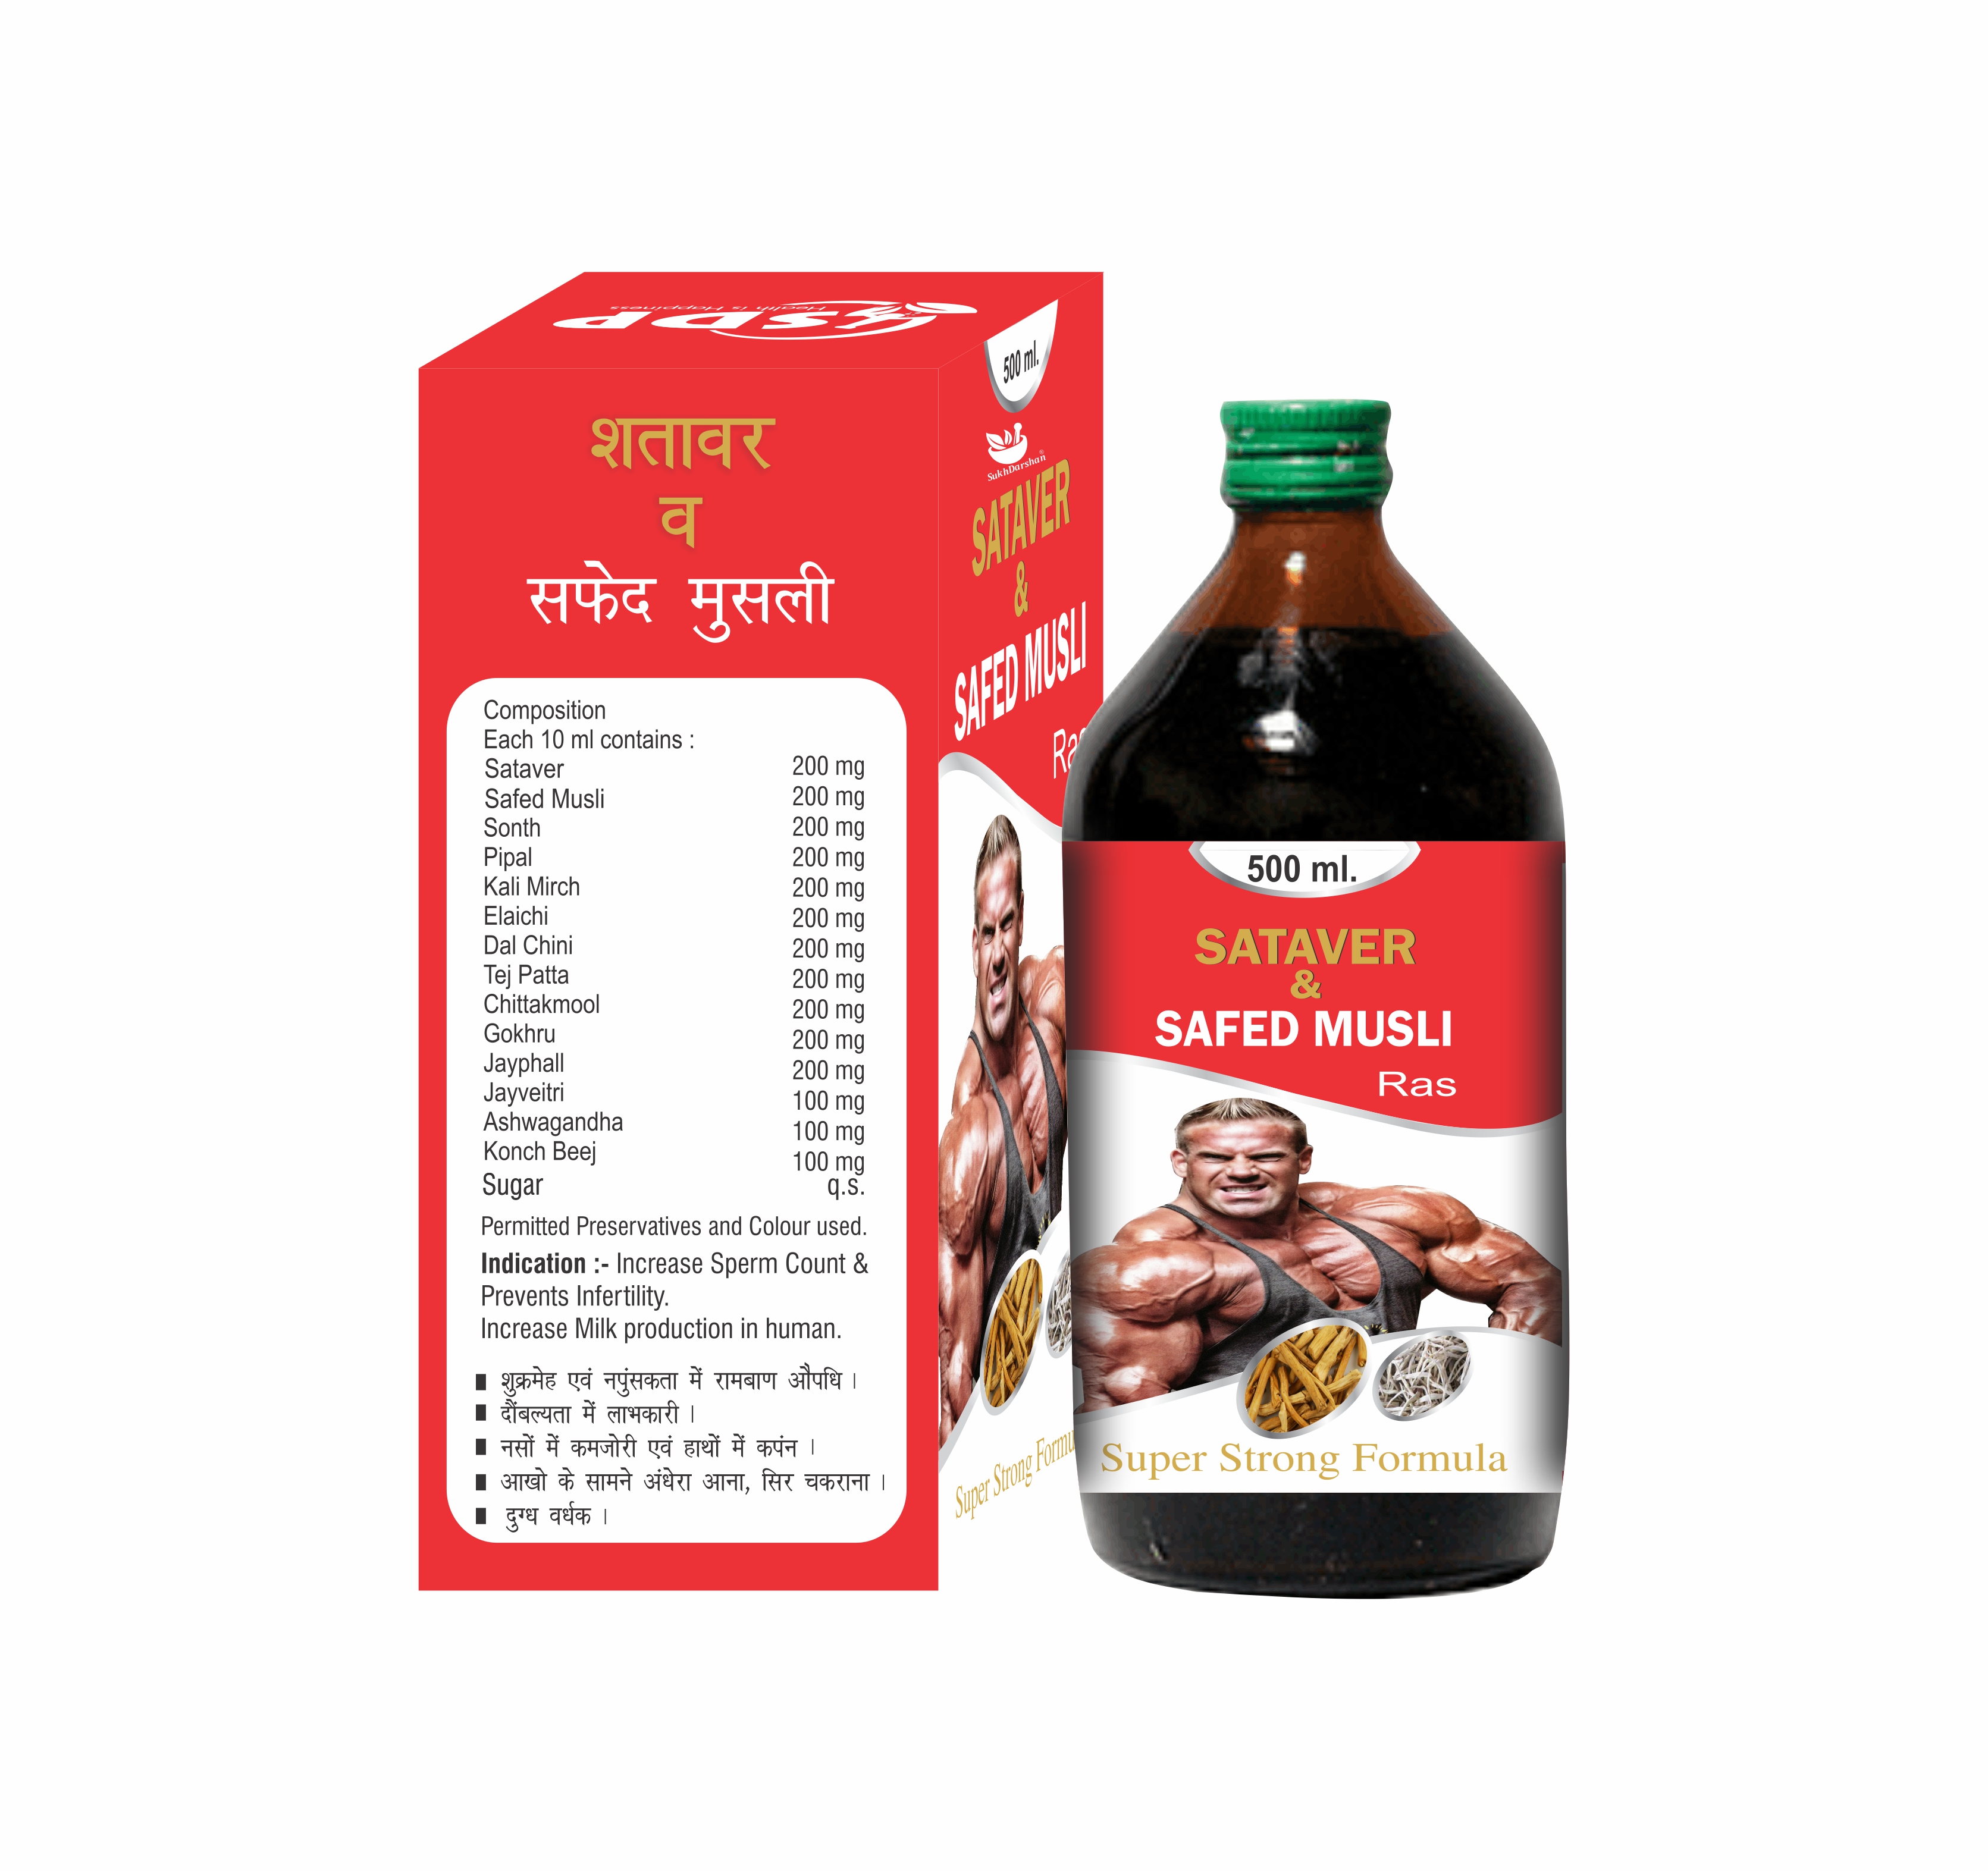 Health is Happiness
SDP
शतावर
व
सफेद मुसली
Composition
Each 10 ml contains :
Sataver 200 mg
Safed Musli 200 mg
Sonth 200 mg
Pipal 200 mg
Kali Mirch 200 mg
Elaichi 200 mg
Dal Chini 200 mg
Tej Patta 200 mg
Chittakmool 200 mg
Gokhru 200 mg
Jayphall 200 mg
Jayveitri 100 mg
Ashwagandha 100 mg
Konch Beej 100 mg
Sugar q.s.
Permitted Preservatives and Colour used.
Indication :- Increase Sperm Count &
Prevents Infertility.
Increase Milk production in human.
शुक्रमेह एवं नपुंसकता में रामबाण औपधि ।
दौंबल्यता में लाभकारी ।
नसों में कमजोरी एवं हाथों में कपंन ।
आखो के सामने अंधेरा आना, सिर चकराना ।
दुग्ध वर्धक ।
500 ml.
SukhDarshan®
SATAVER
&
SAFED MUSLI
Ras
Super Strong Formu
500 ml.
SATAVER
&
SAFED MUSLI
Ras
Super Strong Formula